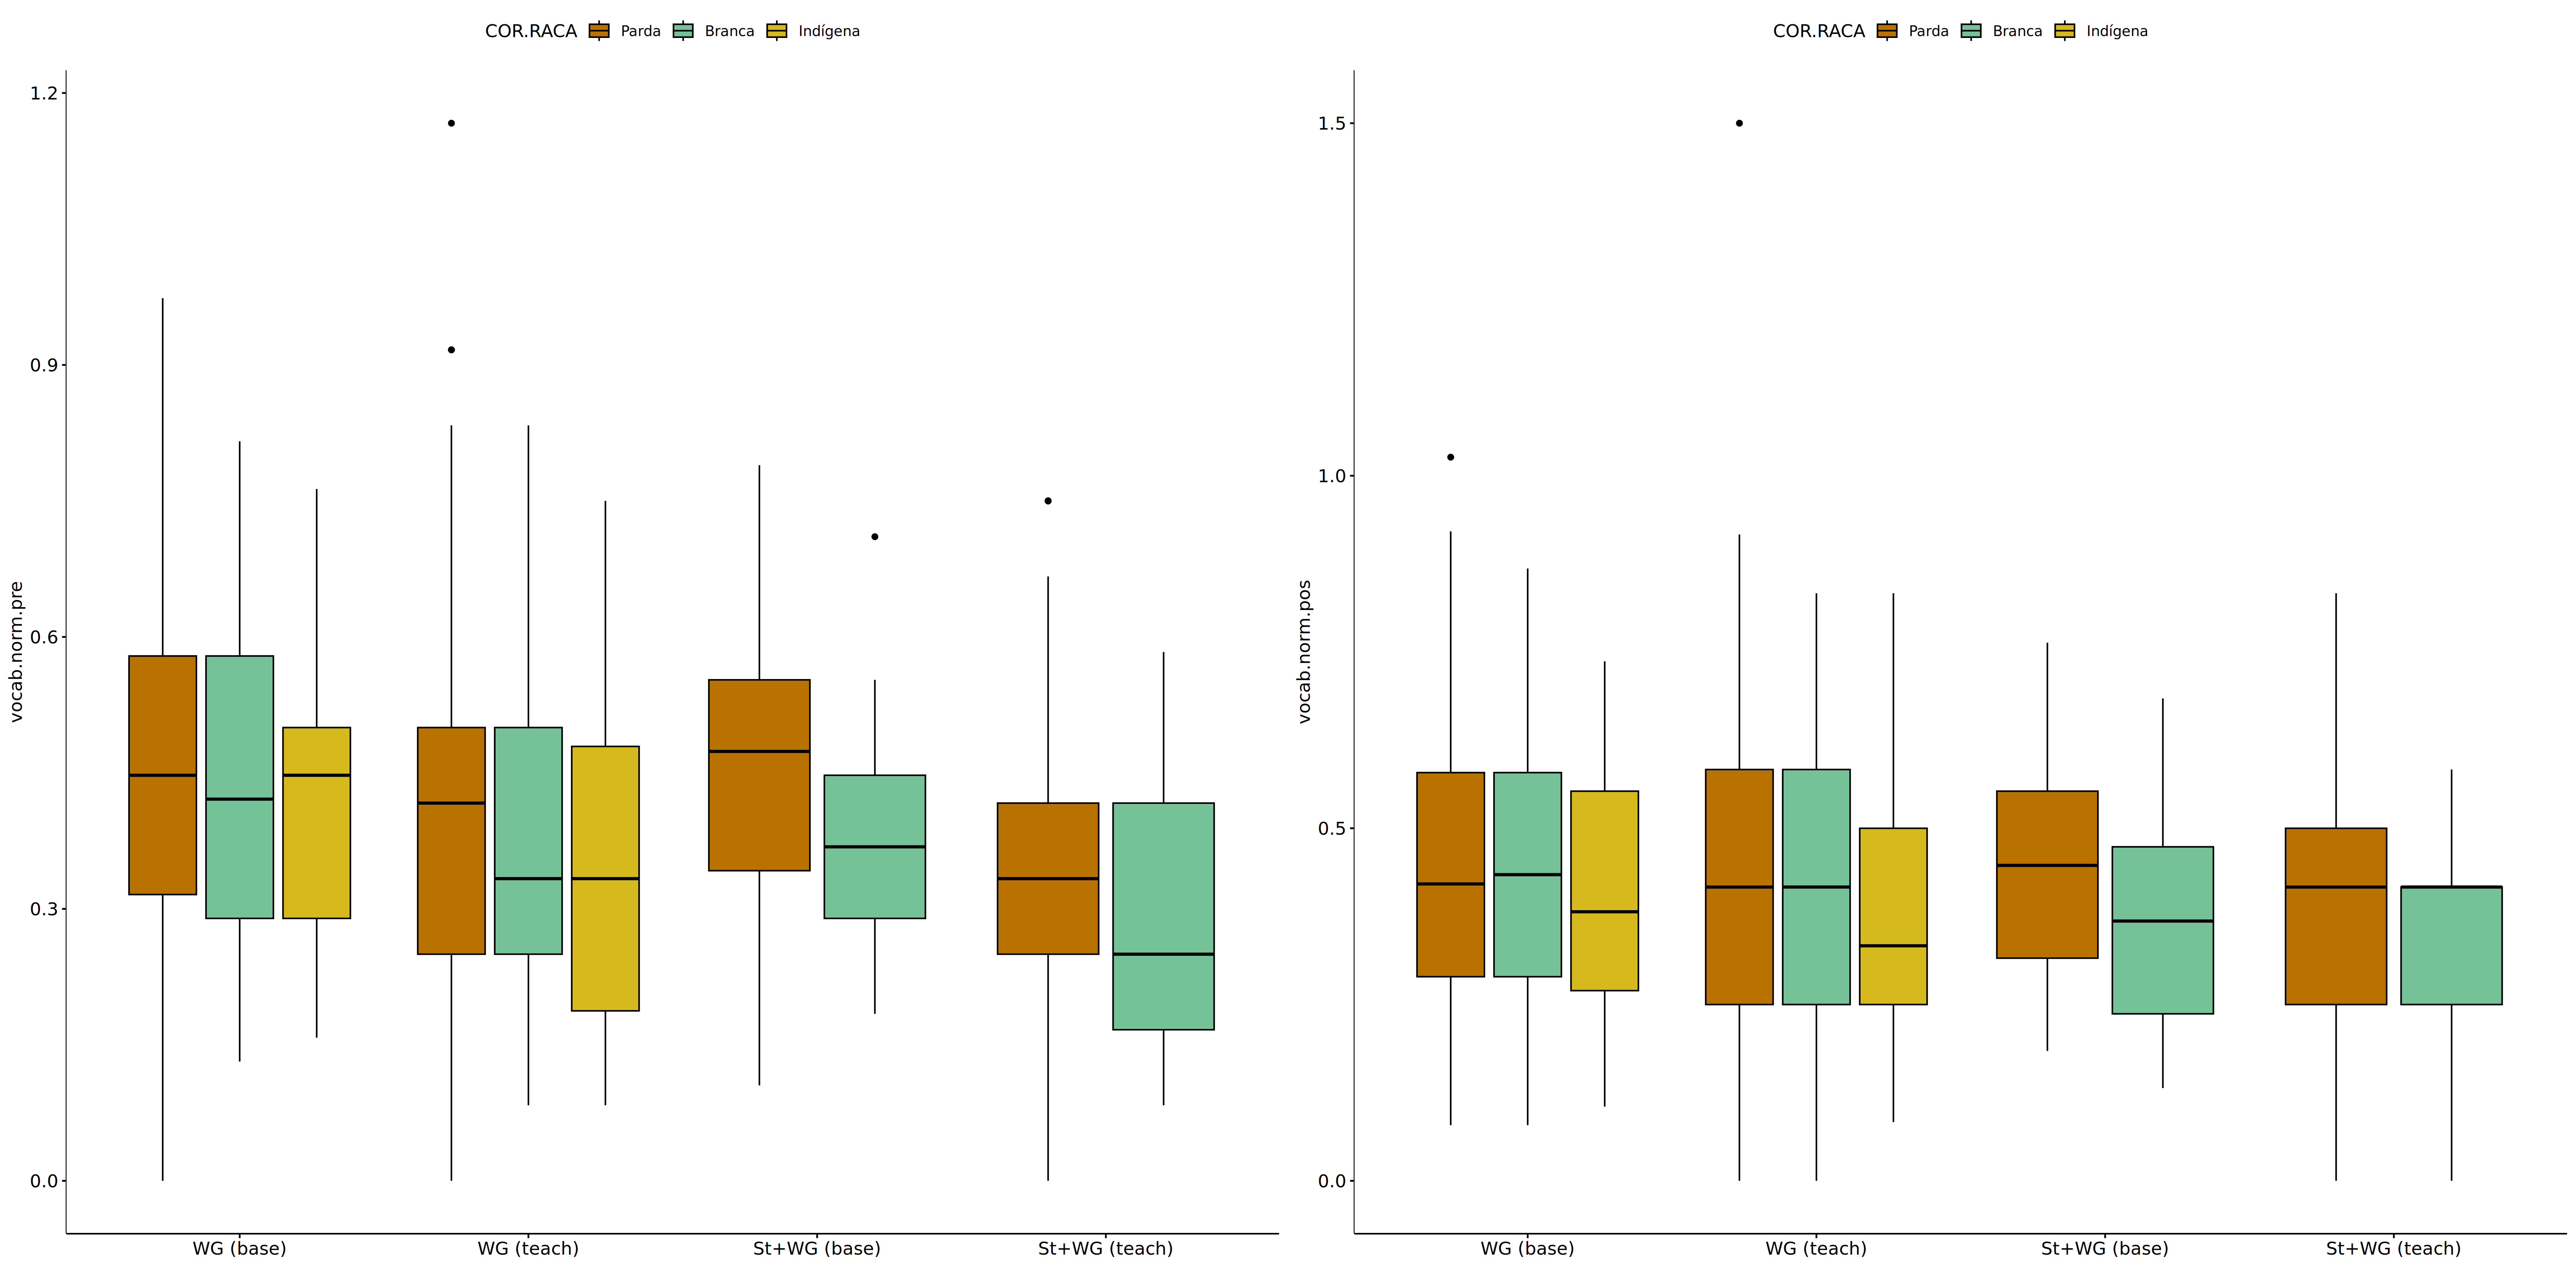 COR.RACA Parda Branca Indígena
vocab.norm.pre
1.2
0.9
0.6
0.3
0.0
WG (base) WG (teach) St+WG (base) St+WG (teach)
COR.RACA Parda Branca Indígena
vocab.norm.pos
1.5
1.0
0.5
0.0
WG (base) WG (teach) St+WG (base) St+WG (teach)